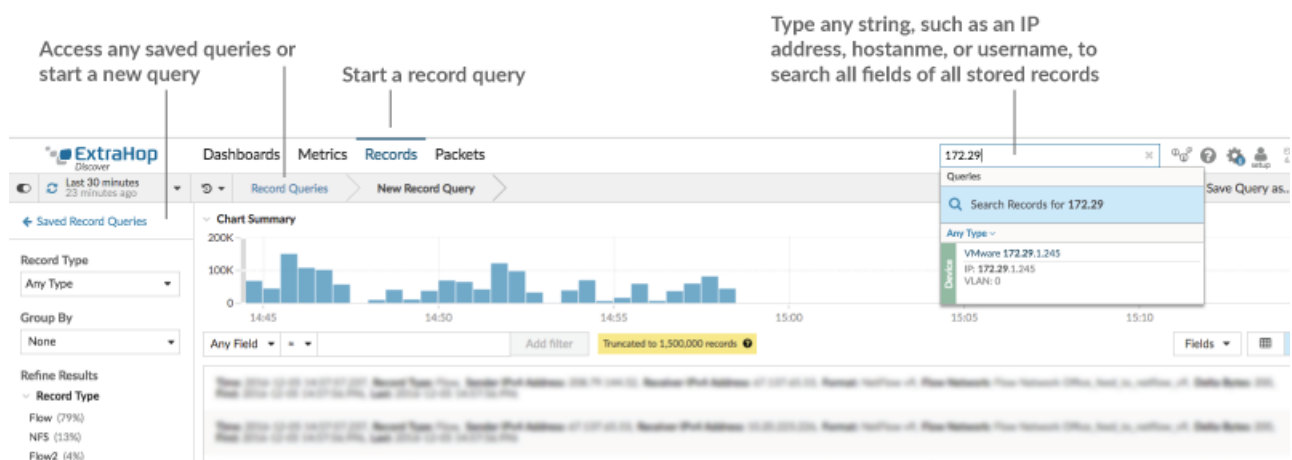 Type any string, such as an IP
address, hostanme, or username, to
search all fields of all stored records
Access any saved queries or
start a new query
Start a record query
ExtraHop
Discover
Dashboards Metrics Records Packets
172.29
setup
Last 30 minutes
23 minutes ago
Record Queries
New Record Query
Queries
Save Query as...
Search Records for 172.29
Saved Record Queries
Chart Summary
Any Type
200K
VMware 172.29.1.245
IP: 172.29.1.245
VLAN: 0
Device
Record Type
Any Type
100K
0
14:45 14:50 14:55 15:00 15:05 15:10
Group By
None
Any Field
=
Add filter
Truncated to 1,500,000 records
Fields
Refine Results
Record Type
Flow (79%)
NFS (13%)
Flow2 (4%)